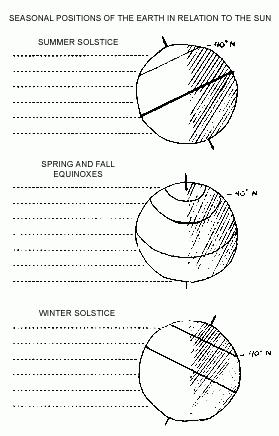 SEASONAL POSITIONS OF THE EARTH IN RELATION TO THE SUN
SUMMER SOLSTICE
40° N
SPRING AND FALL
EQUINOXES
40° N
WINTER SOLSTICE
40° N